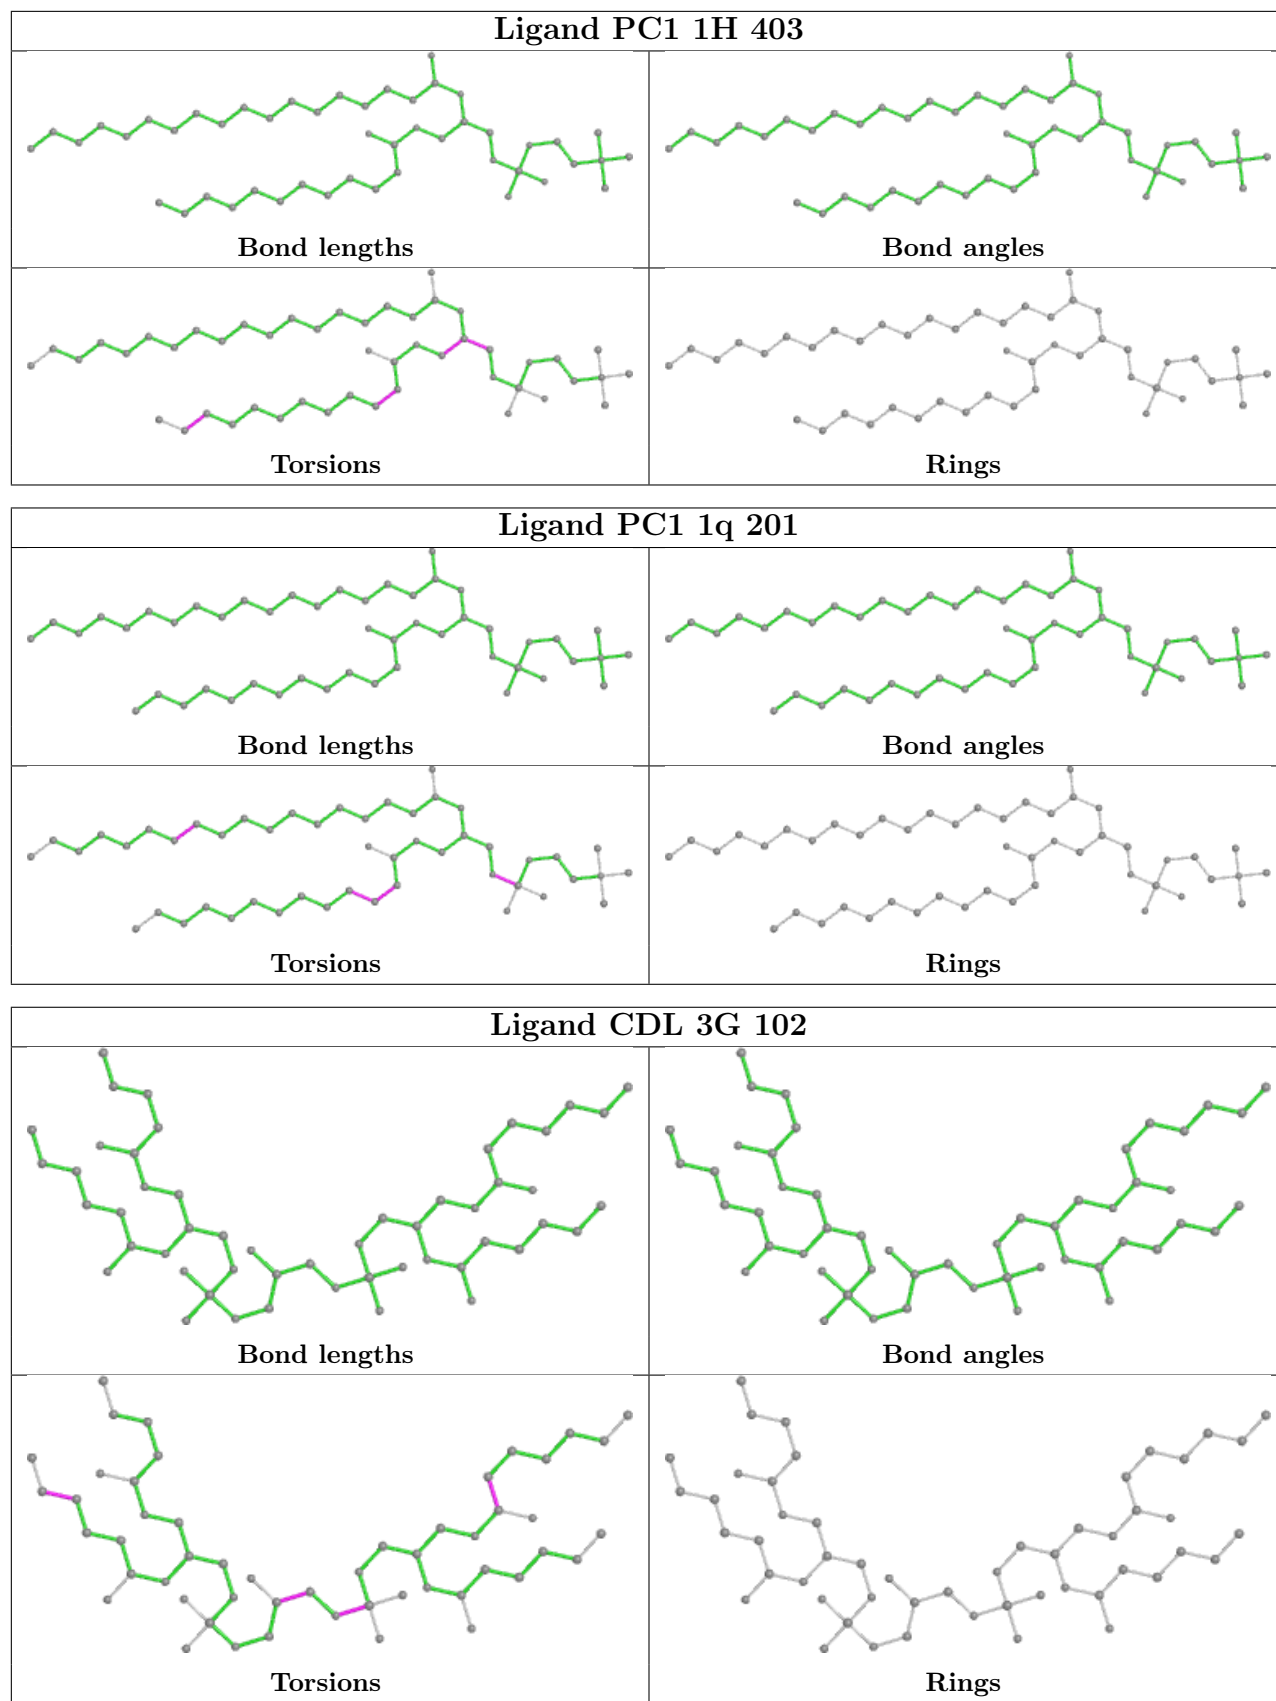 Ligand PC1 1H 403
Bond lengths
Bond angles
Torsions
Rings
Ligand PC1 1q 201
Bond lengths
Bond angles
Torsions
Rings
Ligand CDL 3G 102
Bond lengths
Bond angles
Torsions
Rings